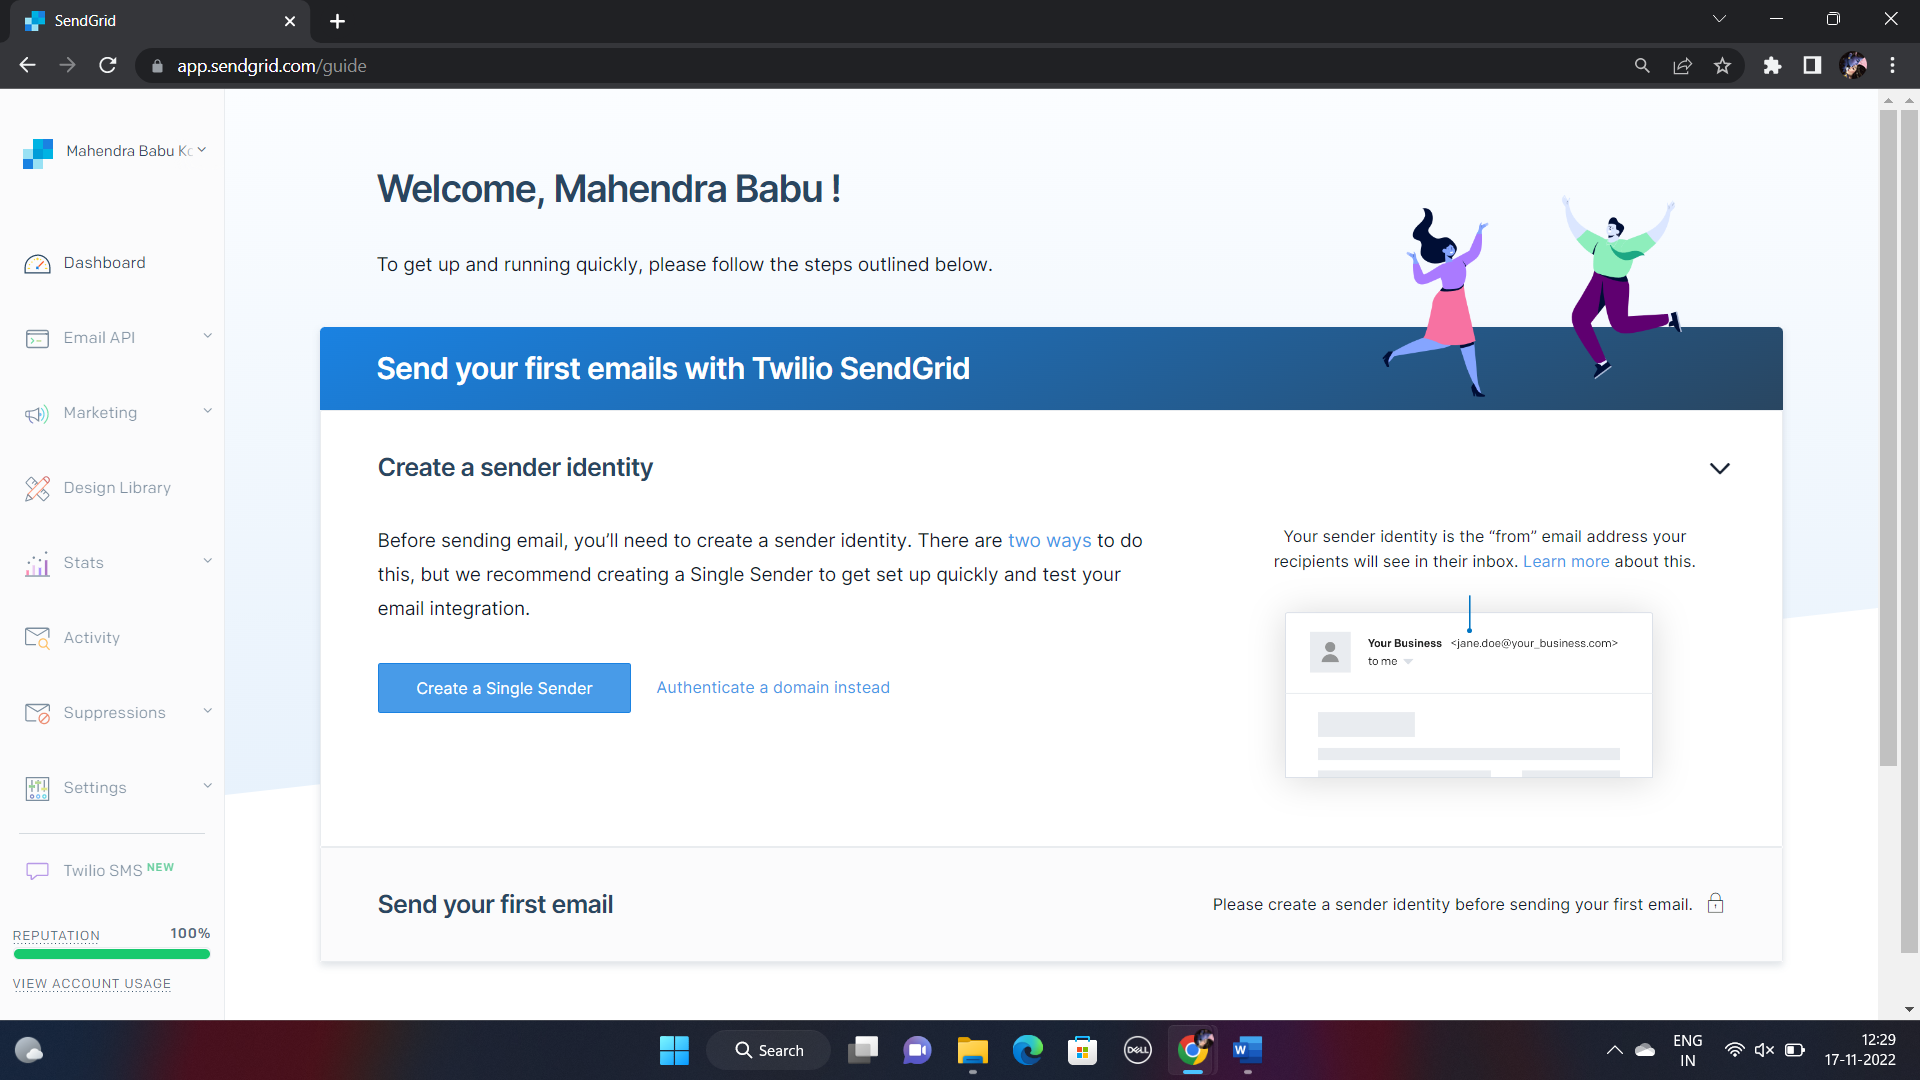 SendGrid
app.sendgrid.com/guide
Mahendra Babu
Dashboard
Email API
Marketing
Design Library
Stats
Activity
Suppressions
Settings
Twilio SMS NEW
REPUTATION 100%
VIEW ACCOUNT USAGE
Welcome, Mahendra Babu !
To get up and running quickly, please follow the steps outlined below.
Send your first emails with Twilio SendGrid
Create a sender identity
Before sending email, you’ll need to create a sender identity. There are two ways to do
this, but we recommend creating a Single Sender to get set up quickly and test your
email integration.
Create a Single Sender
Authenticate a domain instead
Your sender identity is the “from” email address your
recipients will see in their inbox. Learn more about this.
Your Business <jane.doe@your_business.com>
to me
Send your first email
Please create a sender identity before sending your first email.
Search
DELL
W
ENG
IN
12:29
17-11-2022